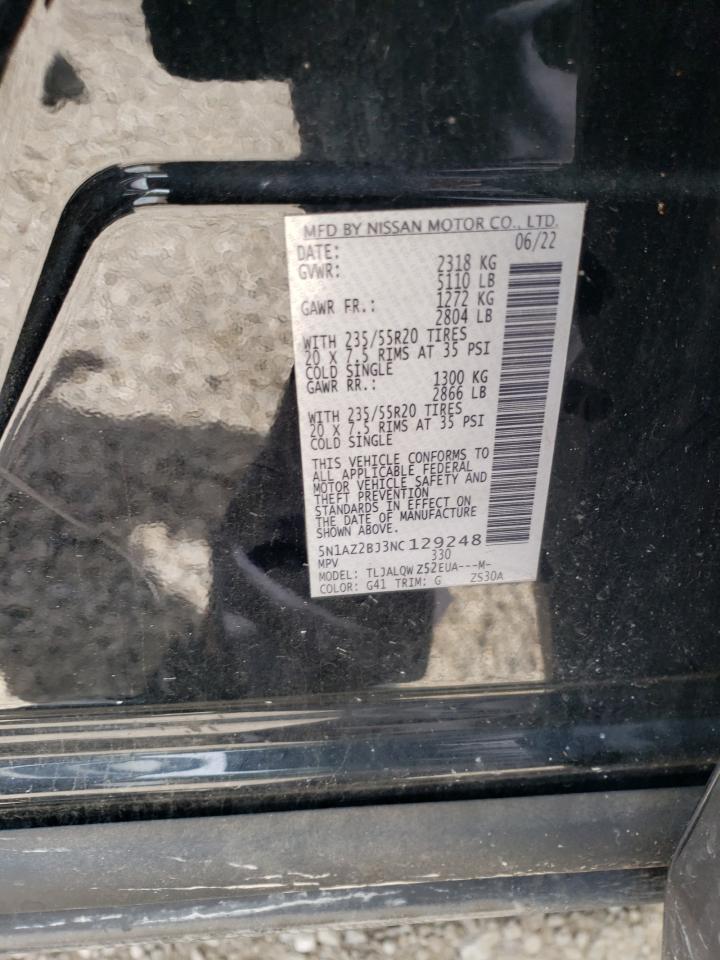 MFD BY NISSAN MOTOR CO., LTD.
DATE: 06/22
GVWR: 2318 KG
5110 LB
GAWR FR.: 1272 KG
2804 LB
WITH 235/55R20 TIRES
20 X 7.5 RIMS AT 35 PSI
COLD SINGLE
GAWR RR.: 1300 KG
2866 LB
WITH 235/55R20 TIRES
20 X 7.5 RIMS AT 35 PSI
COLD SINGLE
THIS VEHICLE CONFORMS TO
ALL APPLICABLE FEDERAL
MOTOR VEHICLE SAFETY AND
THEFT PREVENTION
STANDARDS IN EFFECT ON
THE DATE OF MANUFACTURE
SHOWN ABOVE.
5N1AZ2BJ3NC129248
MPV 330
MODEL: TLJALQW Z52EUA---M-
COLOR: G41 TRIM: G Z530A